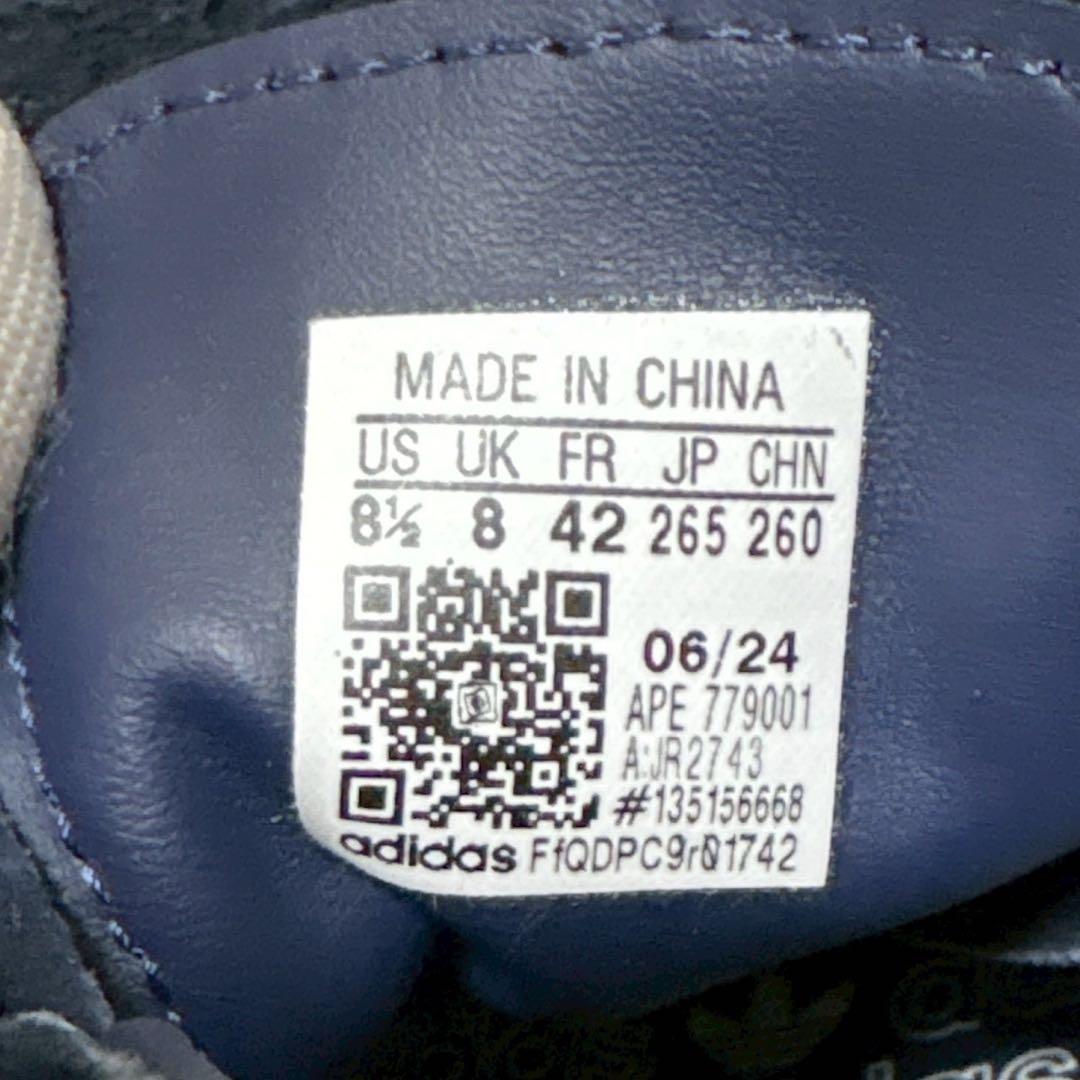 MADE IN CHINA
US UK FR JP CHN
8½ 8 42 265 260
06/24
APE 779001
A:JR2743
#135156668
adidas FfQDPC9r01742